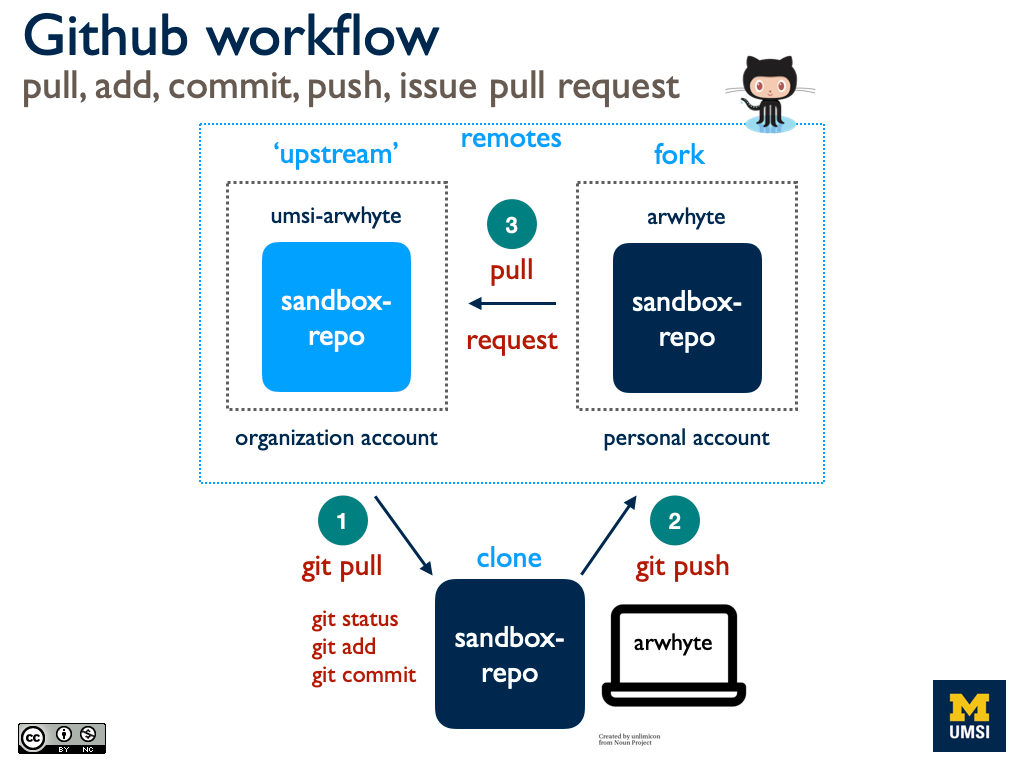 Github workflow
pull, add, commit, push, issue pull request
remotes
‘upstream’
fork
umsi-arwhyte
arwhyte
3
pull
request
sandbox-
repo
sandbox-
repo
organization account
personal account
1
git pull
2
git push
clone
git status
git add
git commit
sandbox-
repo
arwhyte
Created by unlimicon
from Noun Project
cc
BY NC
M
UMSI